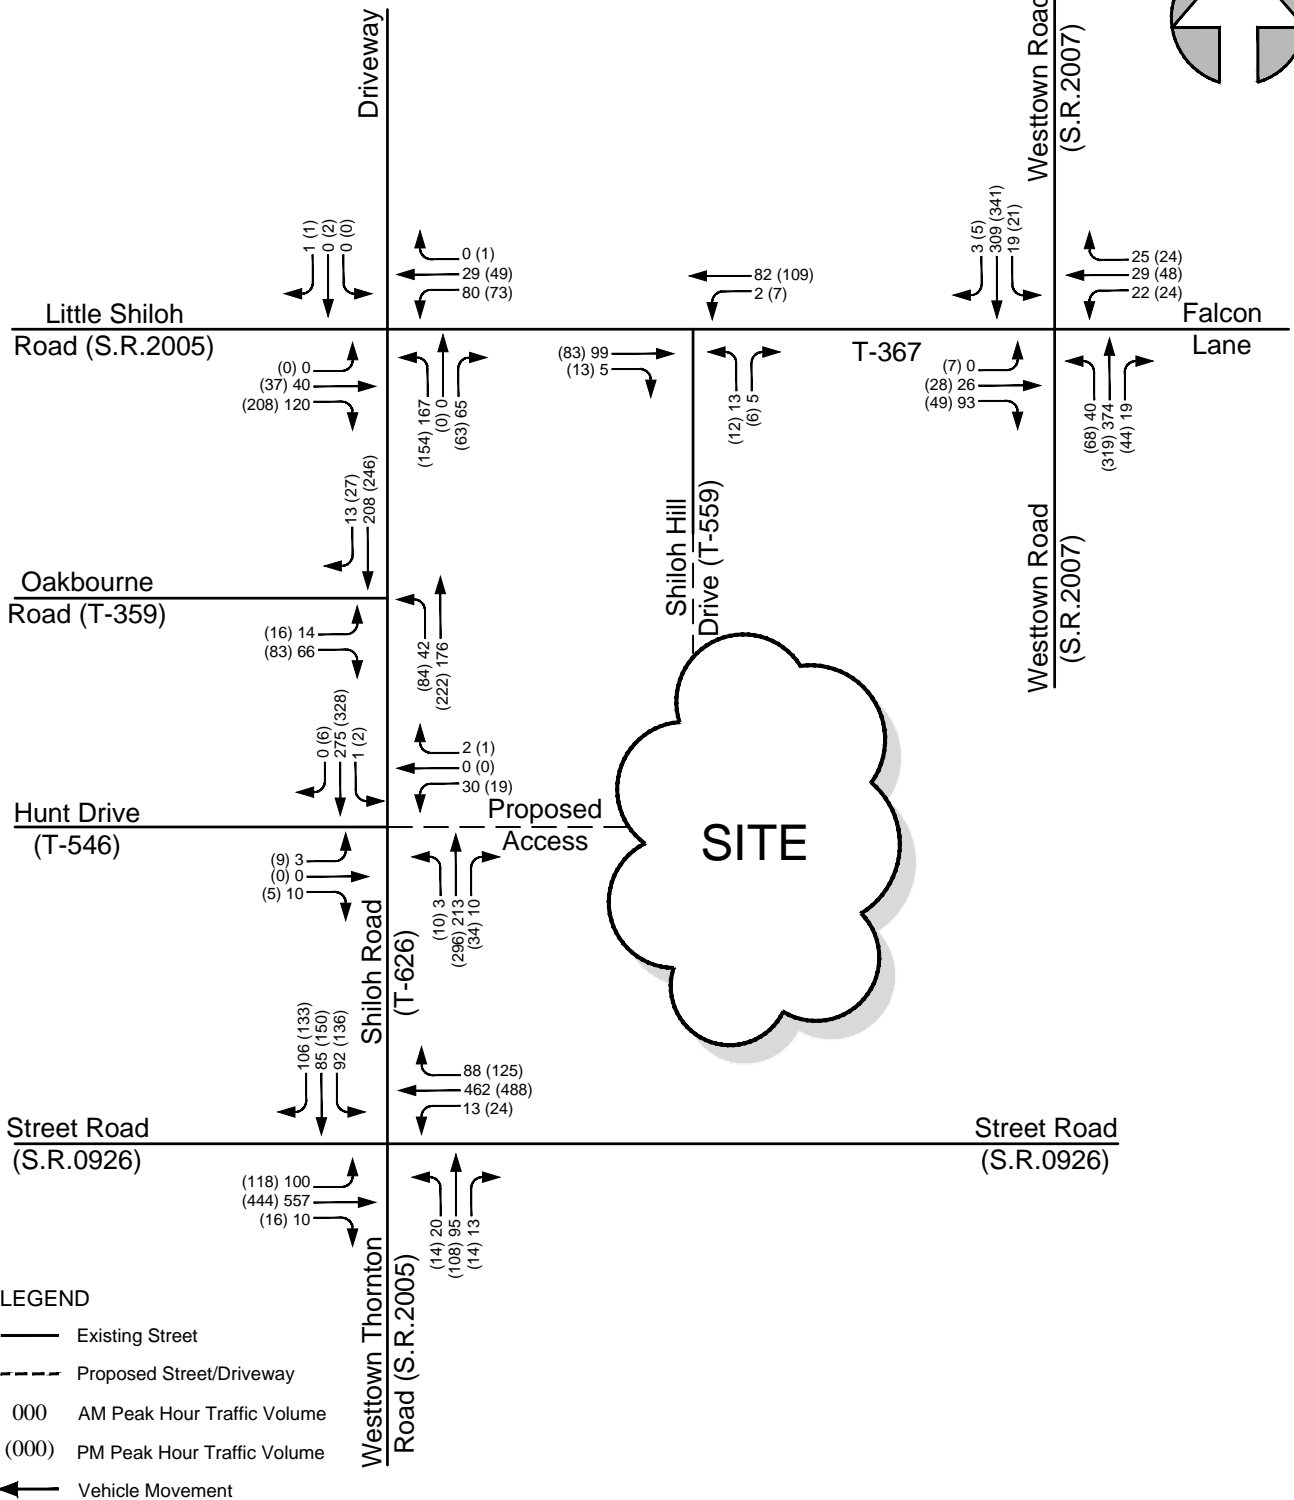 Driveway
Westtown Road
(S.R.2007)
1 (1)
0 (2)
0 (0)
0 (1)
29 (49)
80 (73)
82 (109)
2 (7)
3 (5)
309 (341)
19 (21)
25 (24)
29 (48)
22 (24)
Little Shiloh
Road (S.R.2005)
T-367
Falcon
Lane
(0) 0
(37) 40
(208) 120
(154) 167
(0) 0
(63) 65
(83) 99
(13) 5
(12) 13
(6) 5
(7) 0
(28) 26
(49) 93
(68) 40
(319) 374
(44) 19
13 (27)
208 (246)
Shiloh Hill
Drive (T-559)
Westtown Road
(S.R.2007)
Oakbourne
Road (T-359)
(16) 14
(83) 66
(84) 42
(222) 176
0 (6)
275 (328)
1 (2)
2 (1)
0 (0)
30 (19)
Hunt Drive
(T-546)
Proposed
Access
SITE
(9) 3
(0) 0
(5) 10
(10) 3
(296) 213
(34) 10
Shiloh Road
(T-626)
106 (133)
85 (150)
92 (136)
88 (125)
462 (488)
13 (24)
Street Road
(S.R.0926)
Street Road
(S.R.0926)
(118) 100
(444) 557
(16) 10
(14) 20
(108) 95
(14) 13
Westtown Thornton
Road (S.R.2005)
LEGEND
Existing Street
Proposed Street/Driveway
000 AM Peak Hour Traffic Volume
(000) PM Peak Hour Traffic Volume
Vehicle Movement